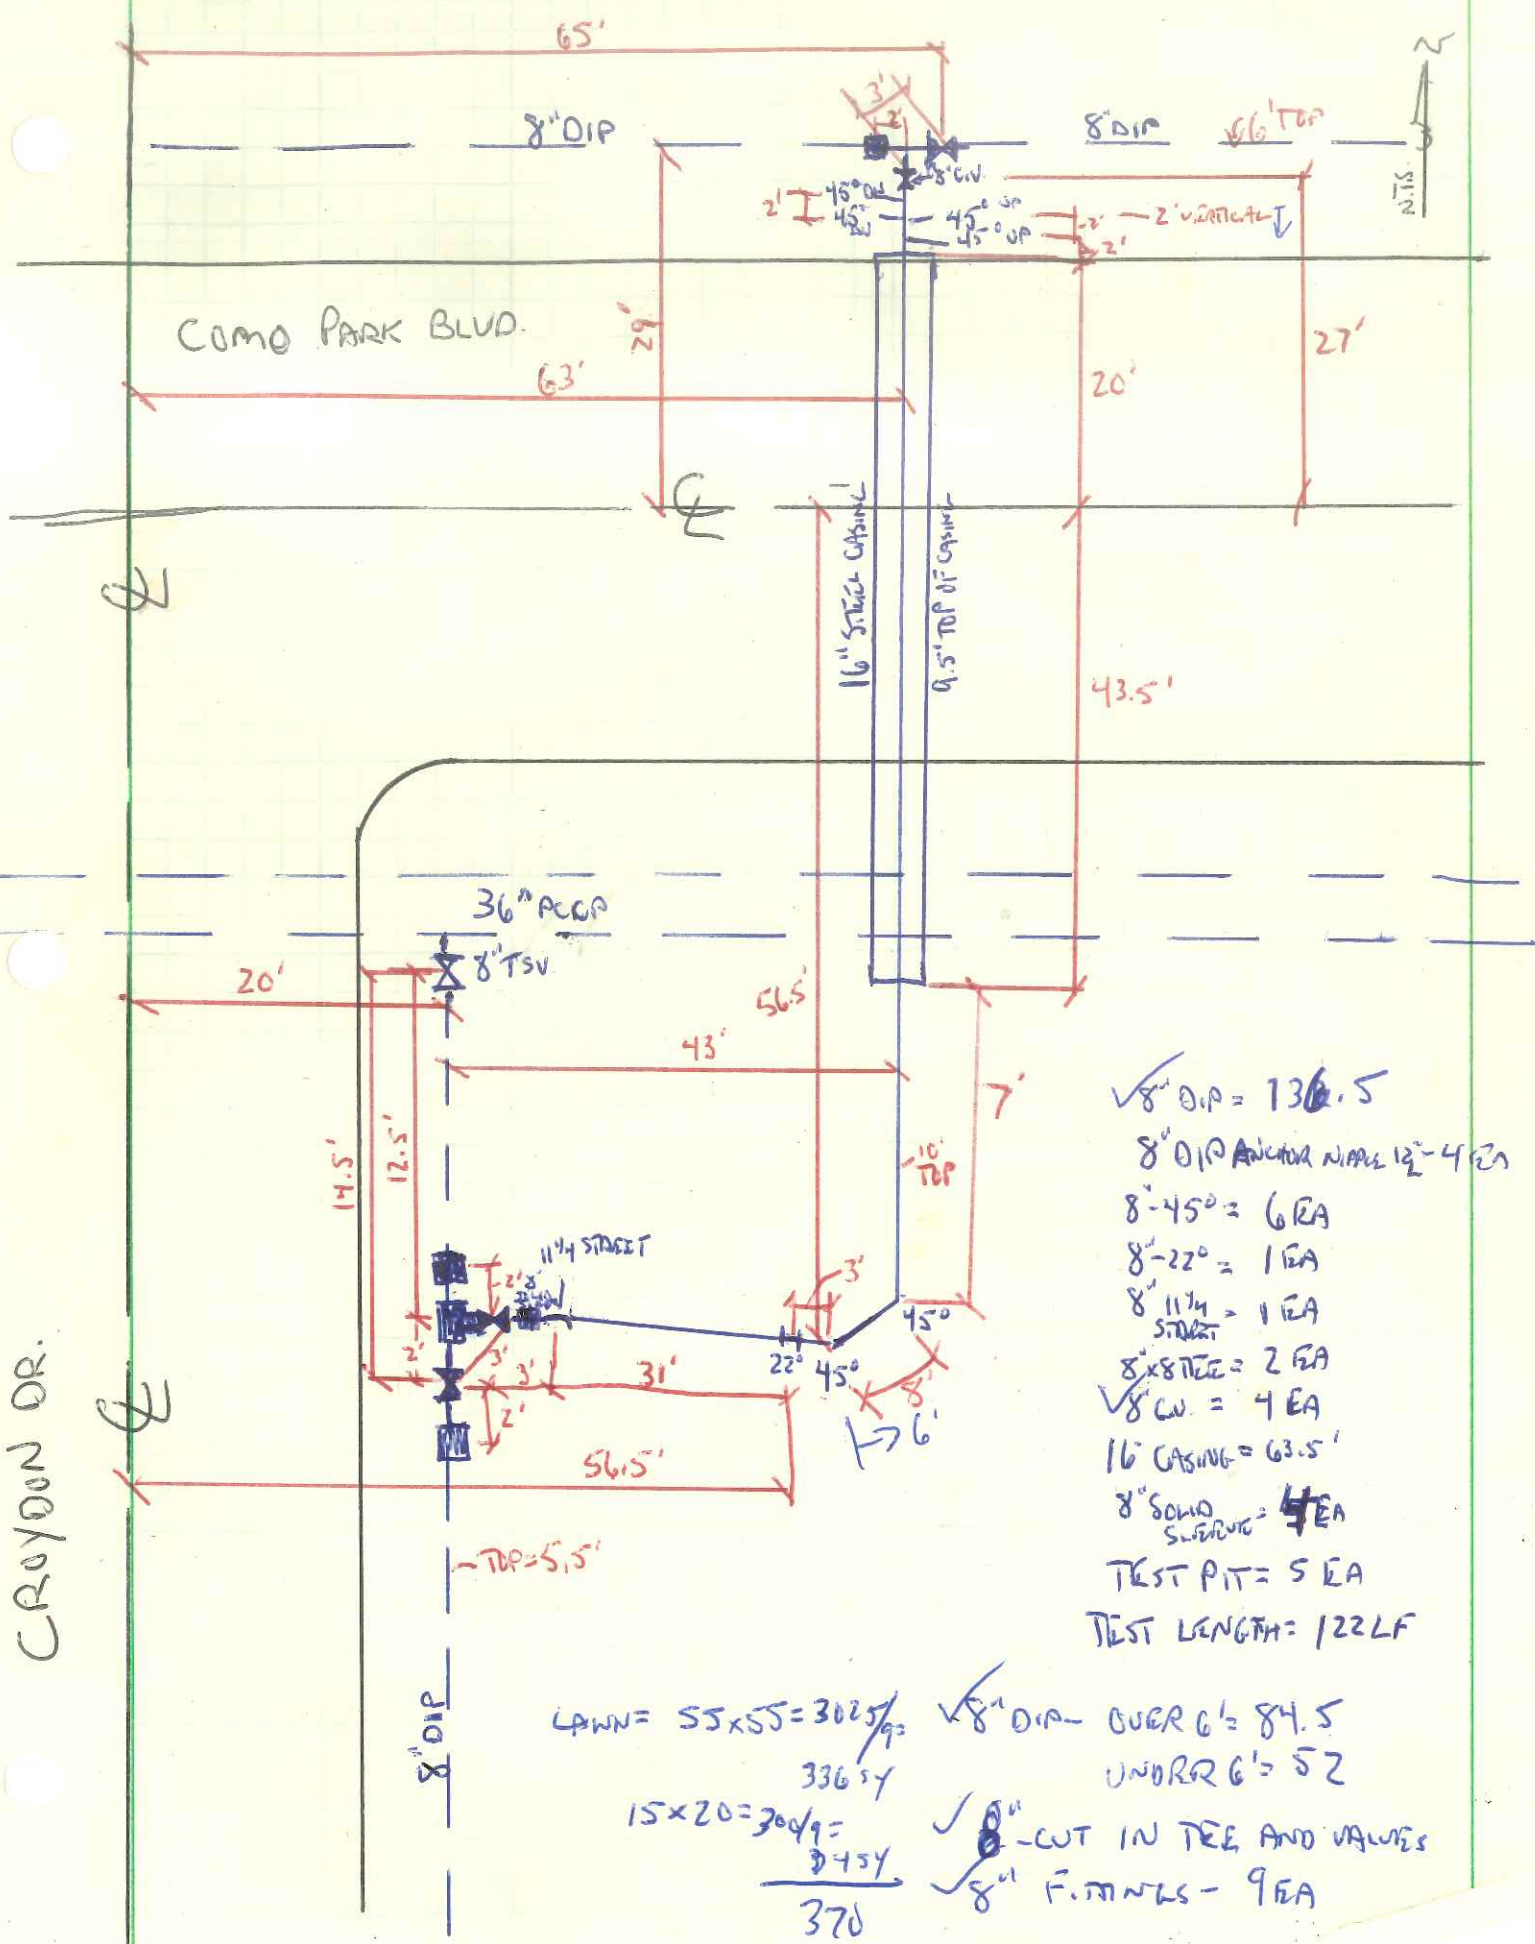 65'
N
3'
2'
8" DIP
8" DIP
6' TOP
N.T.S.
8" G.V.
45° DN
45°
2'
45° UP
45° UP
2'
2' VERTICAL
2'
COMO PARK BLVD.
29'
63'
20'
27'
℄
16" STEEL CASING
9.5' TOP OF CASING
℄
43.5'
36" PCCP
8" TSV
20'
56.5'
43'
7'
14.5'
12.5'
10' TOP
11 1/4 STREET
2'
8"
3'
45°
22°
45°
2'
3'
3'
31'
8'
2'
6'
56.5'
℄
CROYDON DR.
TOP = 5.5'
8" DIP
8" DIP = 136.5
8" DIP ANCHOR NIPPLE 12" - 4 EA
8"-45° = 6 EA
8"-22° = 1 EA
8" 11 1/4 STREET = 1 EA
8"x8 TEE = 2 EA
8" G.V. = 4 EA
16" CASING = 63.5'
8" SOLID SLEEVE = 4 EA
TEST PIT = 5 EA
TEST LENGTH = 122 LF
LAWN = 55x55 = 3025/9=
336 SY
15x20 = 300/9=
34 SY
370
8" DIP - OVER 6' = 84.5
UNDER 6' = 52
8" - CUT IN TEE AND VALVES
8" FITTINGS - 9 EA